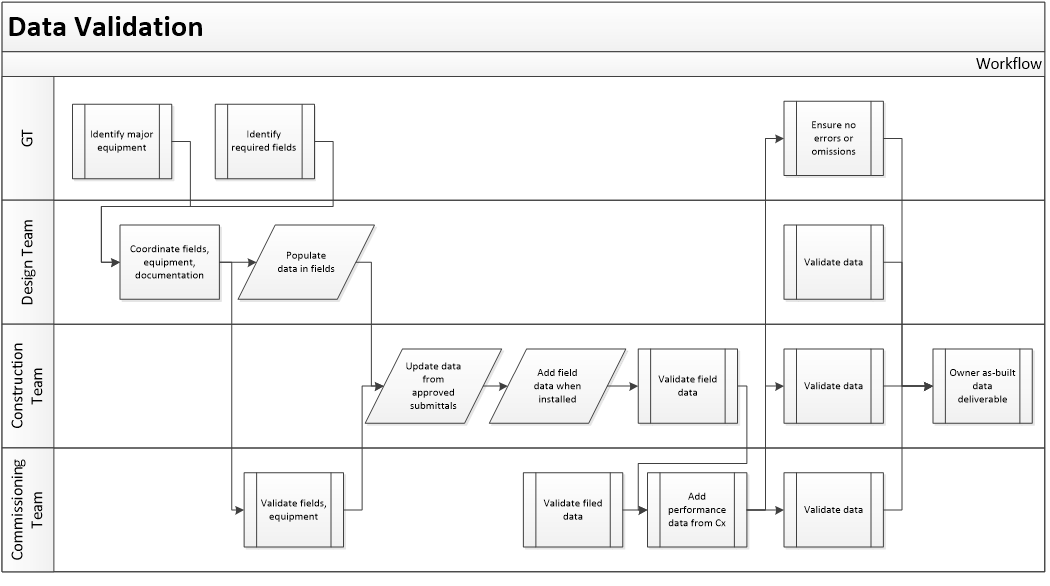 Data Validation
Workflow
GT
Identify major
equipment
Identify
required fields
Ensure no
errors or
omissions
Design Team
Coordinate fields,
equipment,
documentation
Populate
data in fields
Validate data
Construction
Team
Update data
from
approved
submittals
Add field
data when
installed
Validate field
data
Validate data
Owner as-built
data
deliverable
Commissioning
Team
Validate fields,
equipment
Validate filed
data
Add
performance
data from Cx
Validate data